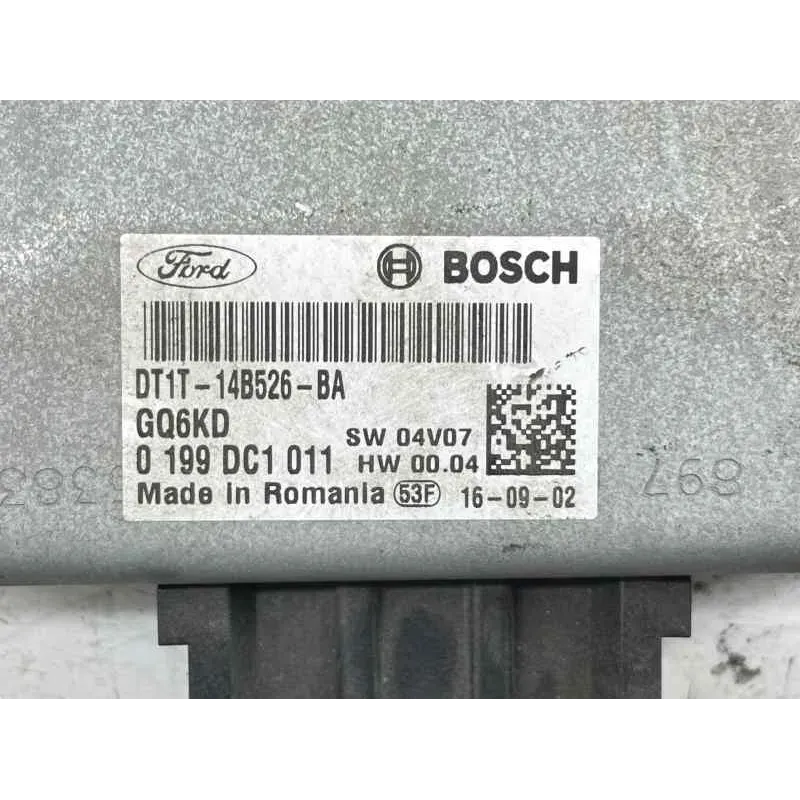 Ford BOSCH
DT1T-14B526-BA
GQ6KD
SW 04V07
0 199 DC1 011 HW 00.04
Made in Romania 53F 16-09-02
897